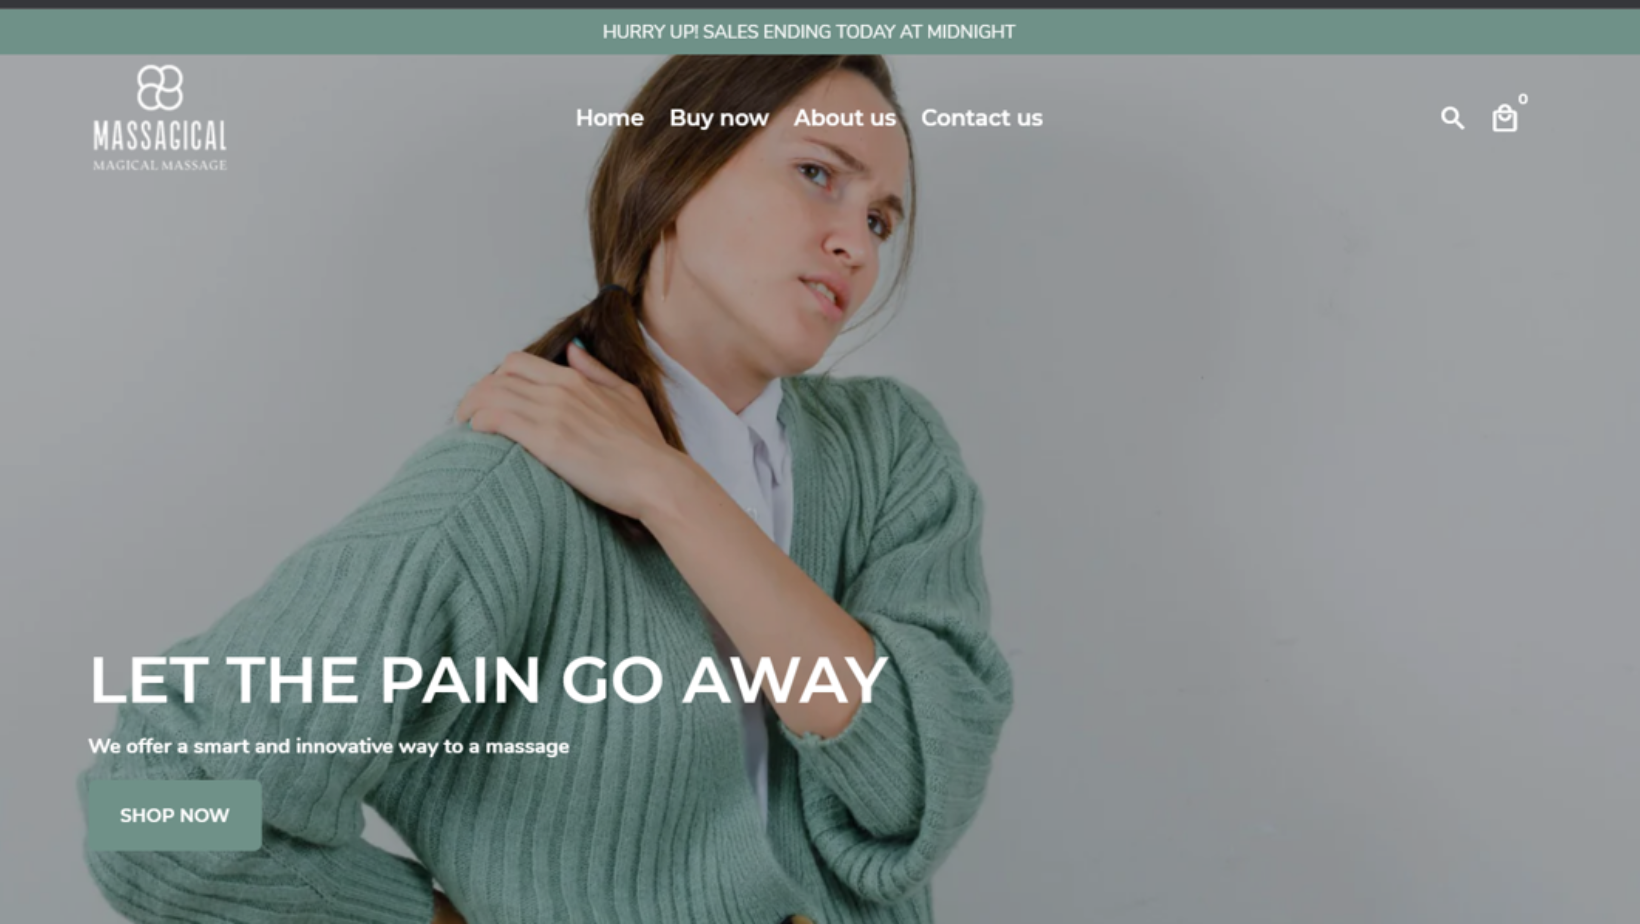 HURRY UP! SALES ENDING TODAY AT MIDNIGHT
MASSAGICAL
MAGICAL MASSAGE
Home Buy now About us Contact us
0
LET THE PAIN GO AWAY
We offer a smart and innovative way to a massage
SHOP NOW